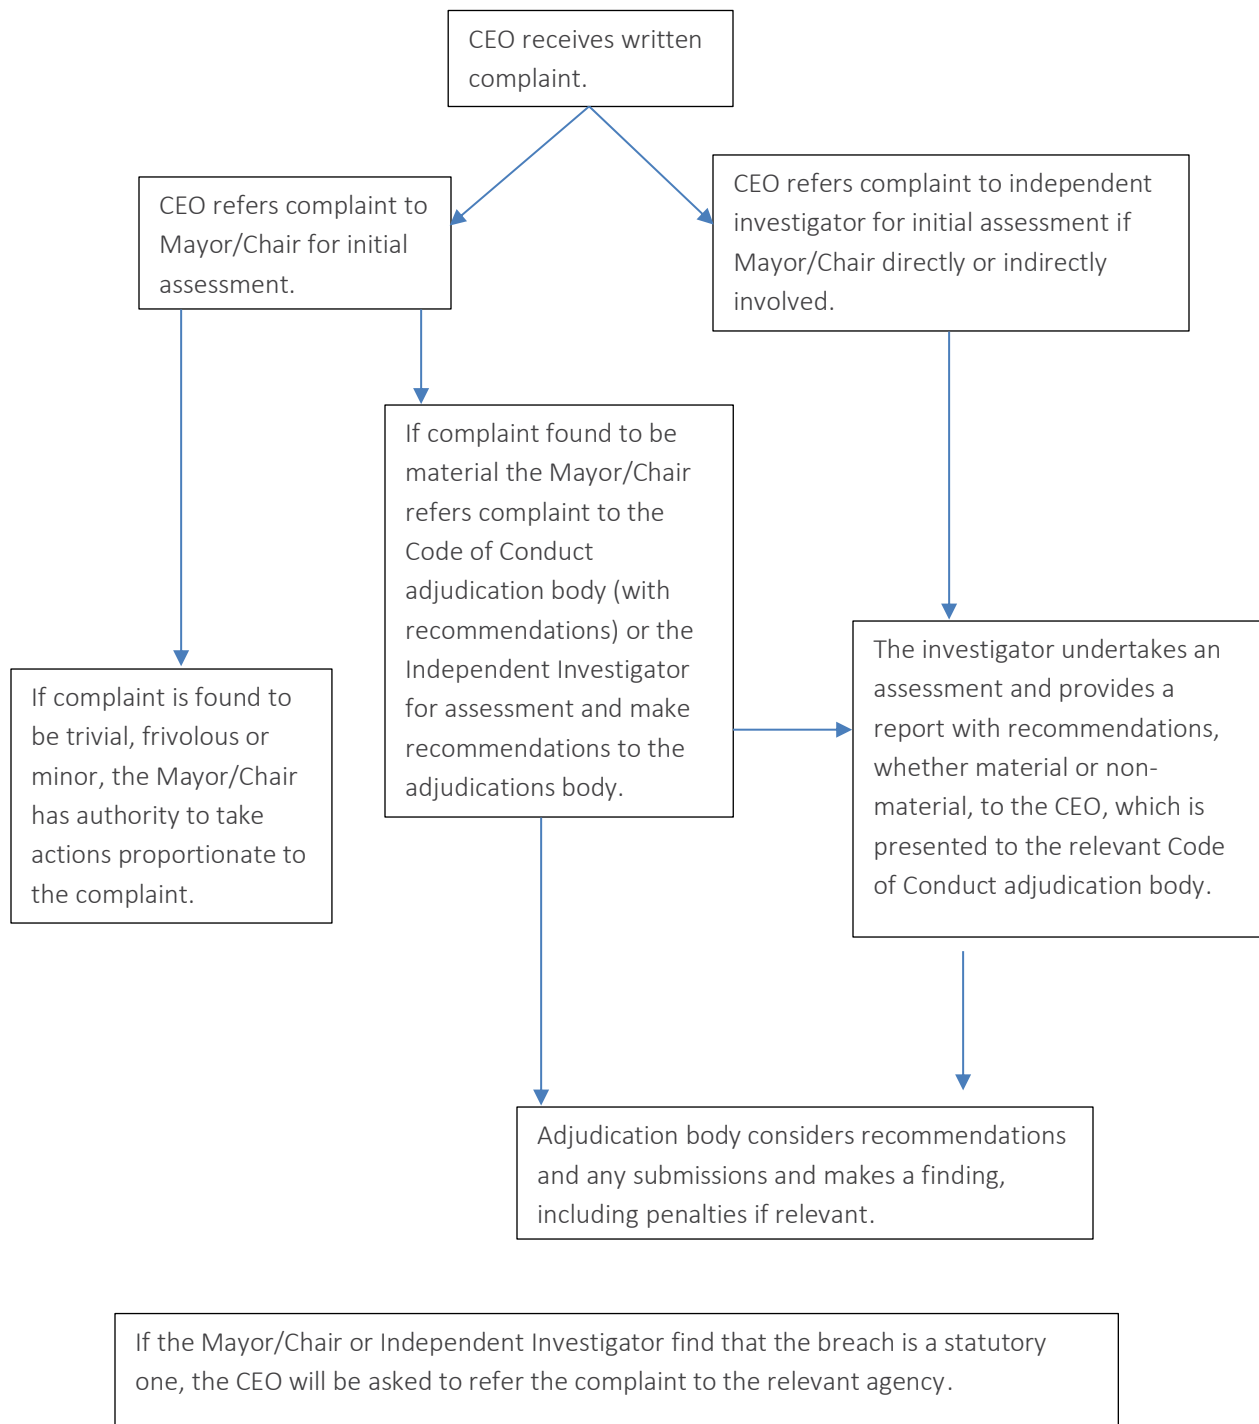 CEO receives written
complaint.
CEO refers complaint to
Mayor/Chair for initial
assessment.
CEO refers complaint to independent
investigator for initial assessment if
Mayor/Chair directly or indirectly
involved.
If complaint found to be
material the Mayor/Chair
refers complaint to the
Code of Conduct
adjudication body (with
recommendations) or the
Independent Investigator
for assessment and make
recommendations to the
adjudications body.
If complaint is found to
be trivial, frivolous or
minor, the Mayor/Chair
has authority to take
actions proportionate to
the complaint.
The investigator undertakes an
assessment and provides a
report with recommendations,
whether material or non-
material, to the CEO, which is
presented to the relevant Code
of Conduct adjudication body.
Adjudication body considers recommendations
and any submissions and makes a finding,
including penalties if relevant.
If the Mayor/Chair or Independent Investigator find that the breach is a statutory
one, the CEO will be asked to refer the complaint to the relevant agency.